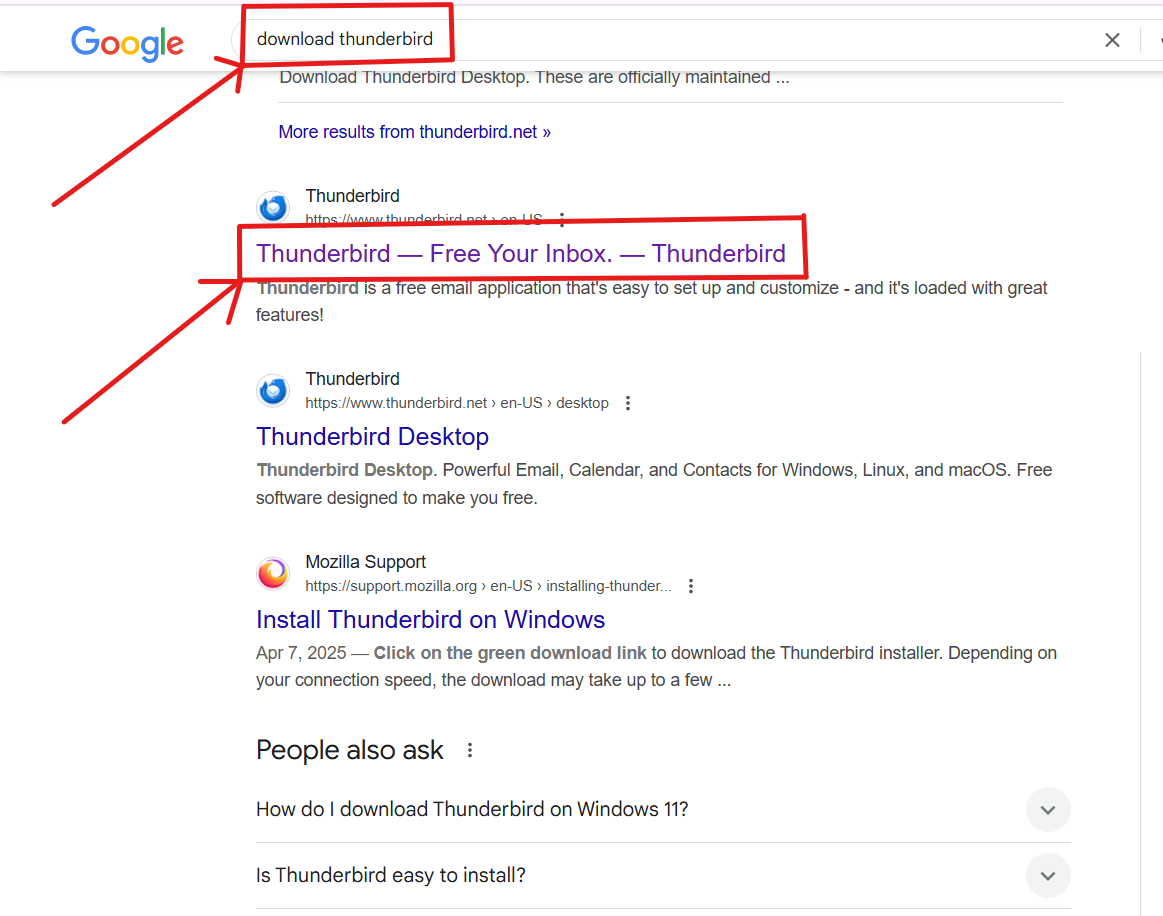 Google
download thunderbird
Download Thunderbird Desktop. These are officially maintained ...
More results from thunderbird.net »
Thunderbird
https://www.thunderbird.net › en-US
Thunderbird — Free Your Inbox. — Thunderbird
Thunderbird is a free email application that's easy to set up and customize - and it's loaded with great
features!
Thunderbird
https://www.thunderbird.net › en-US › desktop
Thunderbird Desktop
Thunderbird Desktop. Powerful Email, Calendar, and Contacts for Windows, Linux, and macOS. Free
software designed to make you free.
Mozilla Support
https://support.mozilla.org › en-US › installing-thunder...
Install Thunderbird on Windows
Apr 7, 2025 — Click on the green download link to download the Thunderbird installer. Depending on
your connection speed, the download may take up to a few ...
People also ask
How do I download Thunderbird on Windows 11?
Is Thunderbird easy to install?